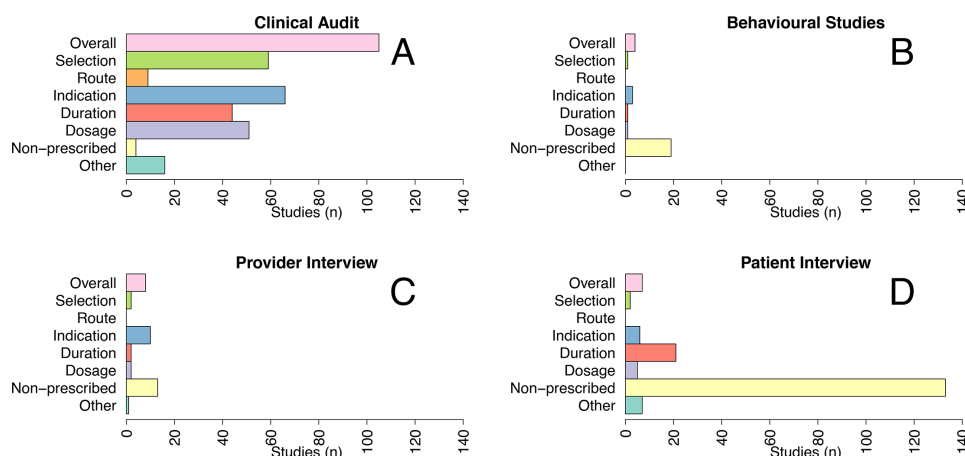 Clinical Audit
A
Overall
Selection
Route
Indication
Duration
Dosage
Non−prescribed
Other
0 20 40 60 80 100 120 140
Studies (n)
Behavioural Studies
B
Overall
Selection
Route
Indication
Duration
Dosage
Non−prescribed
Other
0 20 40 60 80 100 120 140
Studies (n)
Provider Interview
C
Overall
Selection
Route
Indication
Duration
Dosage
Non−prescribed
Other
0 20 40 60 80 100 120 140
Studies (n)
Patient Interview
D
Overall
Selection
Route
Indication
Duration
Dosage
Non−prescribed
Other
0 20 40 60 80 100 120 140
Studies (n)